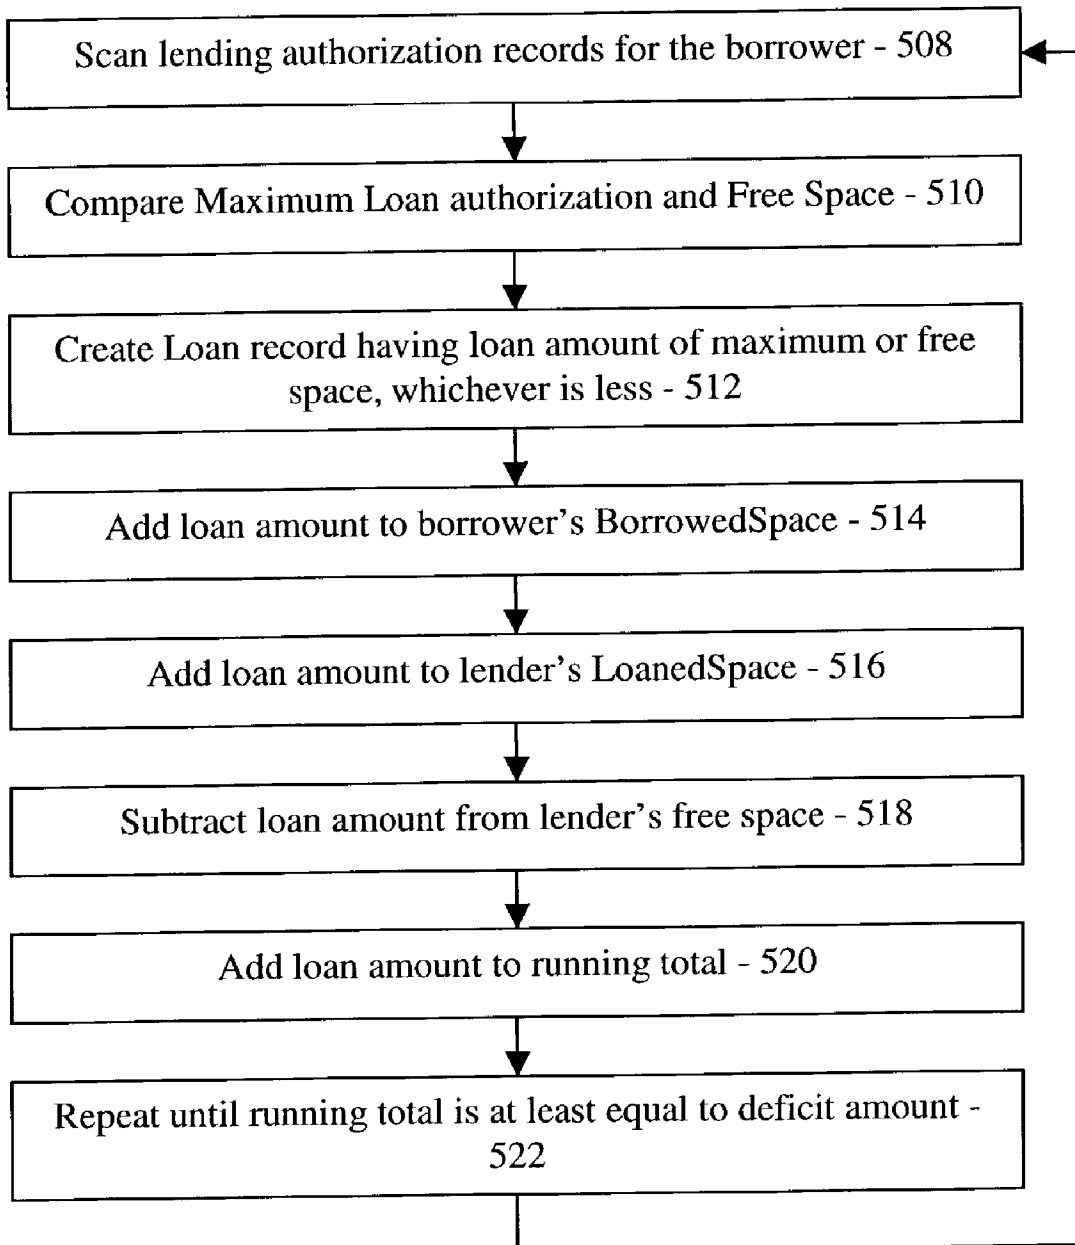 Scan lending authorization records for the borrower - 508
Compare Maximum Loan authorization and Free Space - 510
Create Loan record having loan amount of maximum or free
space, whichever is less - 512
Add loan amount to borrower's BorrowedSpace - 514
Add loan amount to lender's LoanedSpace - 516
Subtract loan amount from lender's free space - 518
Add loan amount to running total - 520
Repeat until running total is at least equal to deficit amount -
522